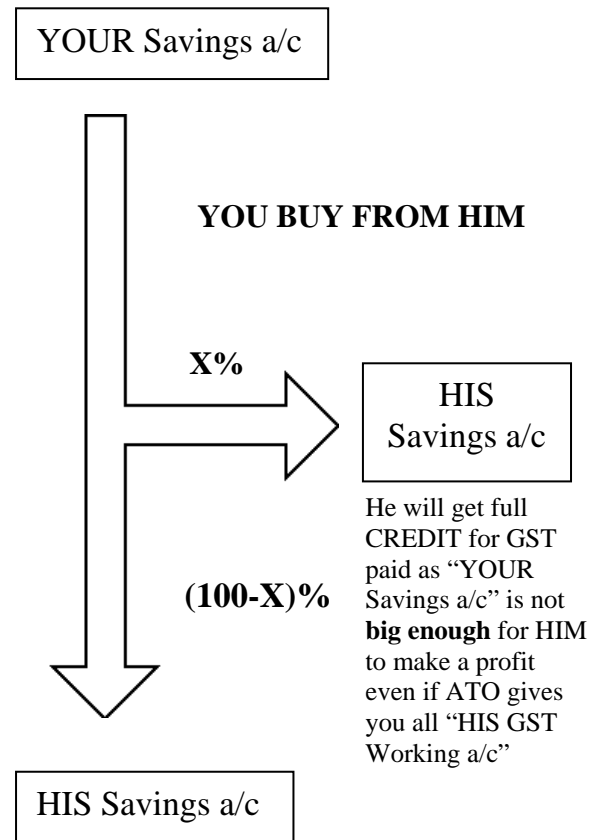 YOUR Savings a/c
YOU BUY FROM HIM
X%
HIS
Savings a/c
He will get full
CREDIT for GST
paid as “YOUR
Savings a/c” is not
big enough for HIM
to make a profit
even if ATO gives
you all “HIS GST
Working a/c”
(100-X)%
HIS Savings a/c